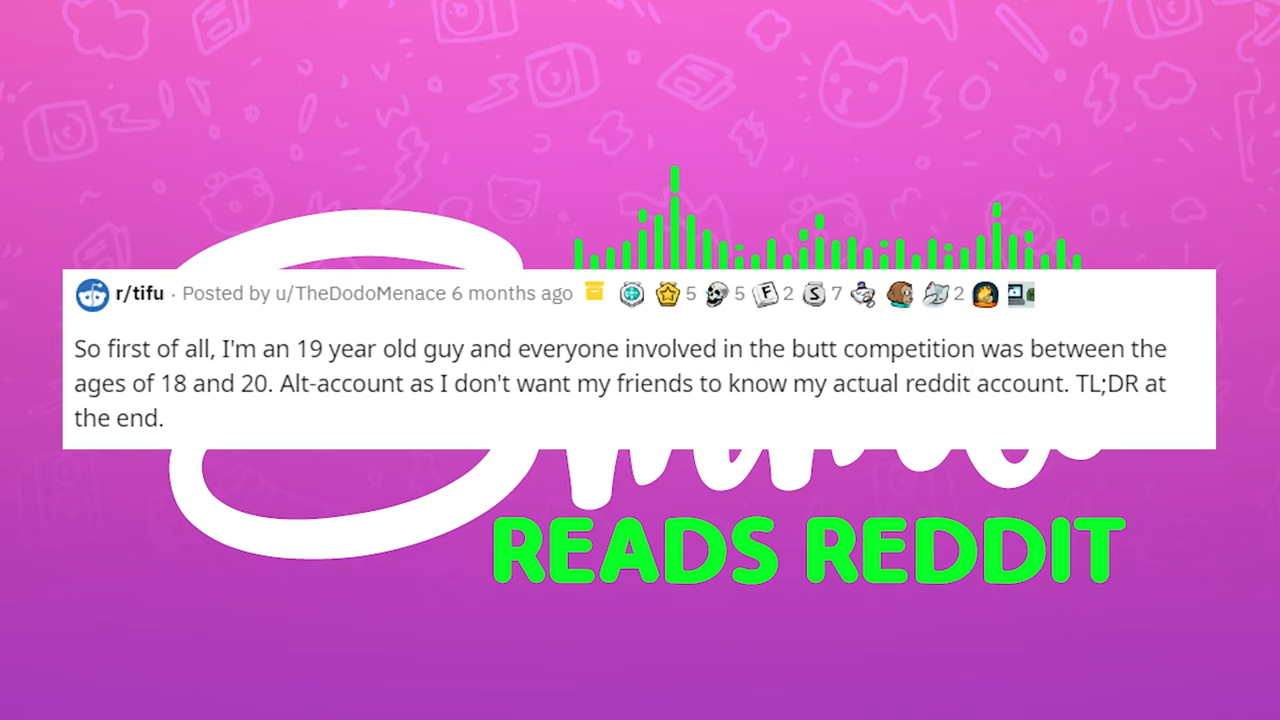 r/tifu · Posted by u/TheDodoMenace 6 months ago 5 5 2 7 2
So first of all, I'm an 19 year old guy and everyone involved in the butt competition was between the
ages of 18 and 20. Alt-account as I don't want my friends to know my actual reddit account. TL;DR at
the end.
READS REDDIT